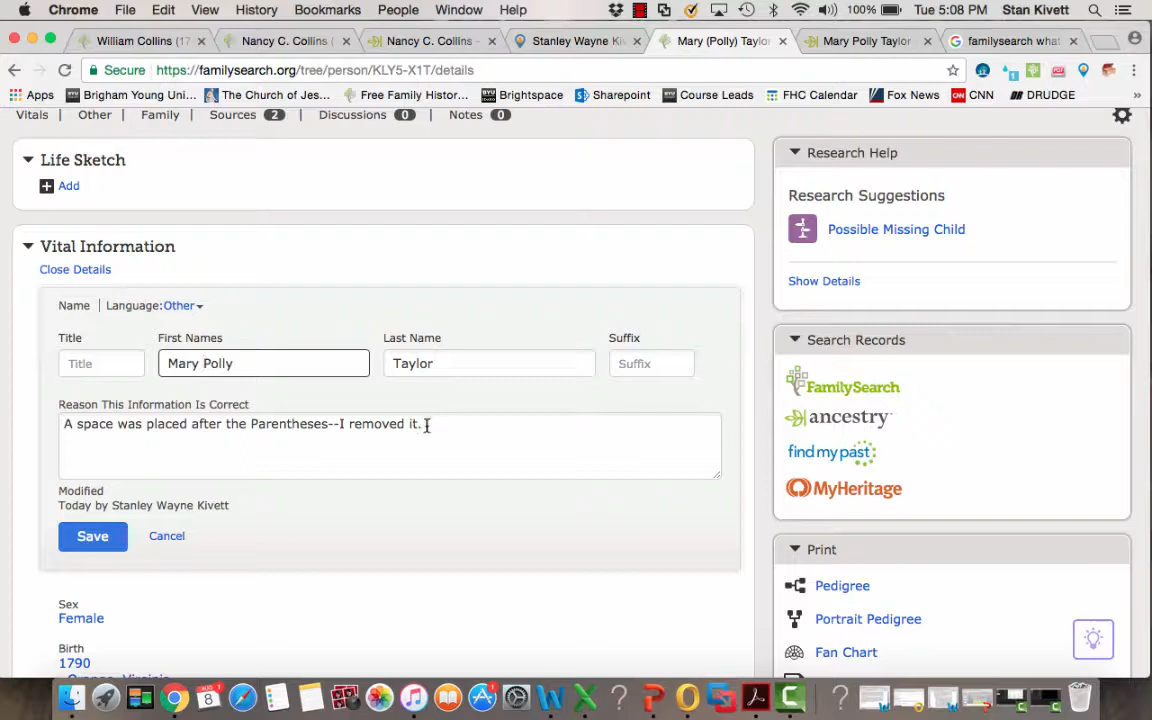 Chrome File Edit View History Bookmarks People Window Help 100% Tue 5:08 PM Stan Kivett
William Collins (17 Nancy C. Collins ( Nancy C. Collins - Stanley Wayne Ki Mary (Polly) Taylo Mary Polly Taylor familysearch what
Secure https://familysearch.org/tree/person/KLY5-X1T/details
Apps Brigham Young Uni... The Church of Jes... Free Family Histor... Brightspace Sharepoint Course Leads FHC Calendar Fox News CNN DRUDGE
Vitals | Other | Family | Sources 2 | Discussions 0 | Notes 0
Life Sketch
Add
Vital Information
Close Details
Name | Language:Other
Title First Names Last Name Suffix
Title Mary Polly Taylor Suffix
Reason This Information Is Correct
A space was placed after the Parentheses--I removed it.
Modified
Today by Stanley Wayne Kivett
Save Cancel
Sex
Female
Birth
1790
Orange, Virginia
Research Help
Research Suggestions
Possible Missing Child
Show Details
Search Records
FamilySearch
ancestry
find my past
MyHeritage
Print
Pedigree
Portrait Pedigree
Fan Chart